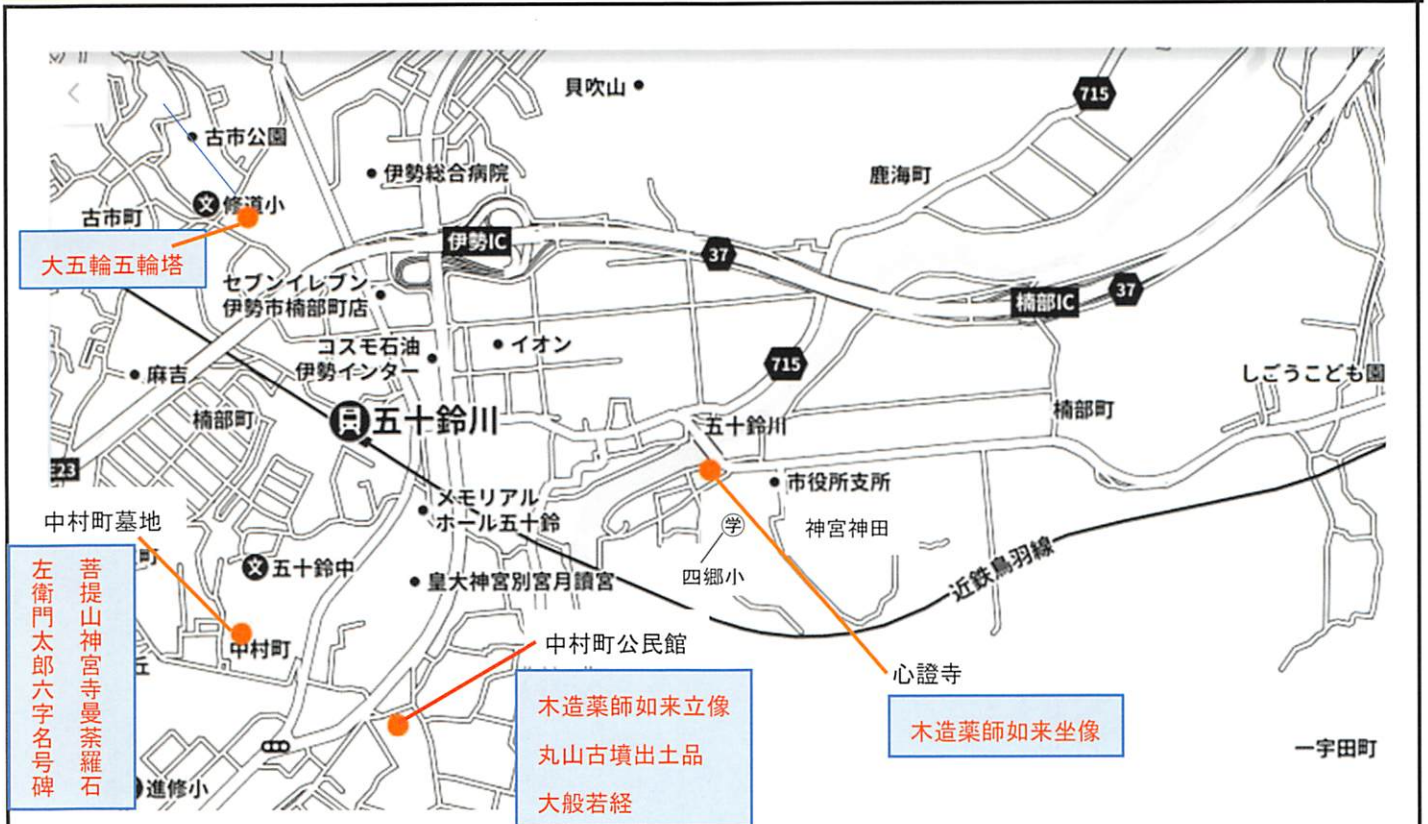 貝吹山
715
古市公園
伊勢総合病院
鹿海町
文
修道小
古市町
伊勢IC
37
大五輪五輪塔
セブンイレブン
伊勢市楠部町店
楠部IC
37
コスモ石油
伊勢インター
イオン
715
麻吉
しごうこども園
楠部町
五十鈴川
五十鈴川
楠部町
23
メモリアル
ホール五十鈴
市役所支所
中村町墓地
学
神宮神田
町
文
五十鈴中
皇大神宮別宮月讀宮
四郷小
近鉄鳥羽線
菩提山神宮寺曼荼羅石
左衛門太郎六字名号碑
中村町
丘
中村町公民館
心證寺
木造薬師如来立像
丸山古墳出土品
大般若経
木造薬師如来坐像
一宇田町
進修小